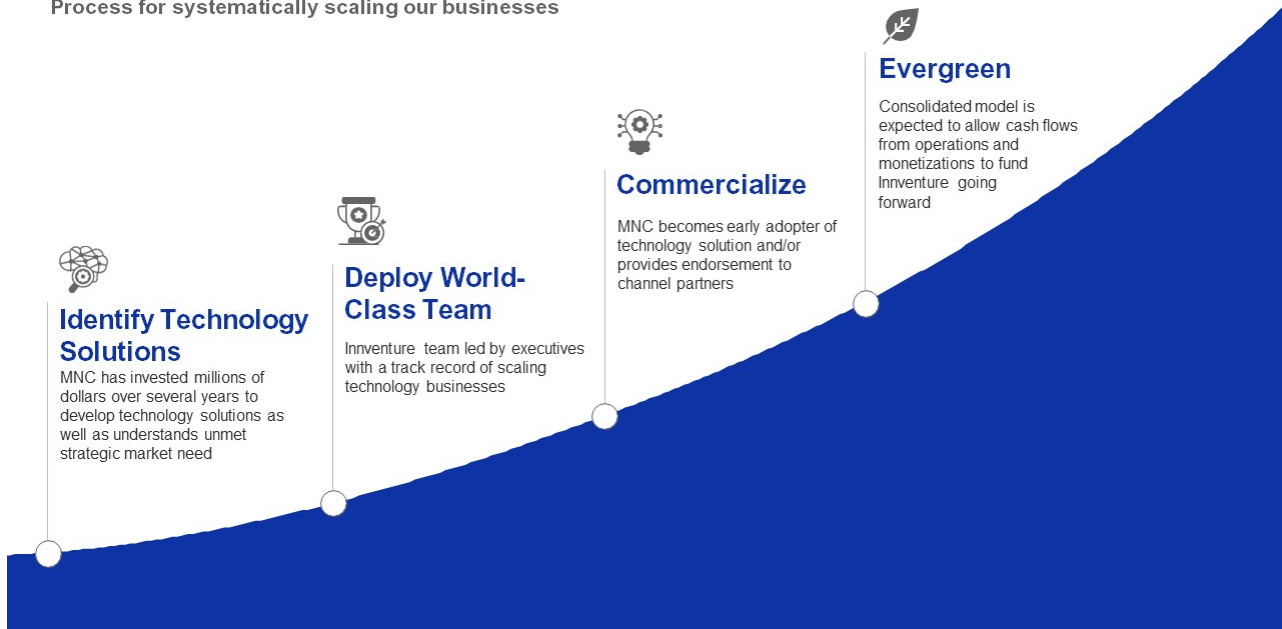 Process for systematically scaling our businesses
Identify Technology
Solutions
MNC has invested millions of
dollars over several years to
develop technology solutions as
well as understands unmet
strategic market need
Deploy World-
Class Team
Innventure team led by executives
with a track record of scaling
technology businesses
Commercialize
MNC becomes early adopter of
technology solution and/or
provides endorsement to
channel partners
Evergreen
Consolidated model is
expected to allow cash flows
from operations and
monetizations to fund
Innventure going
forward